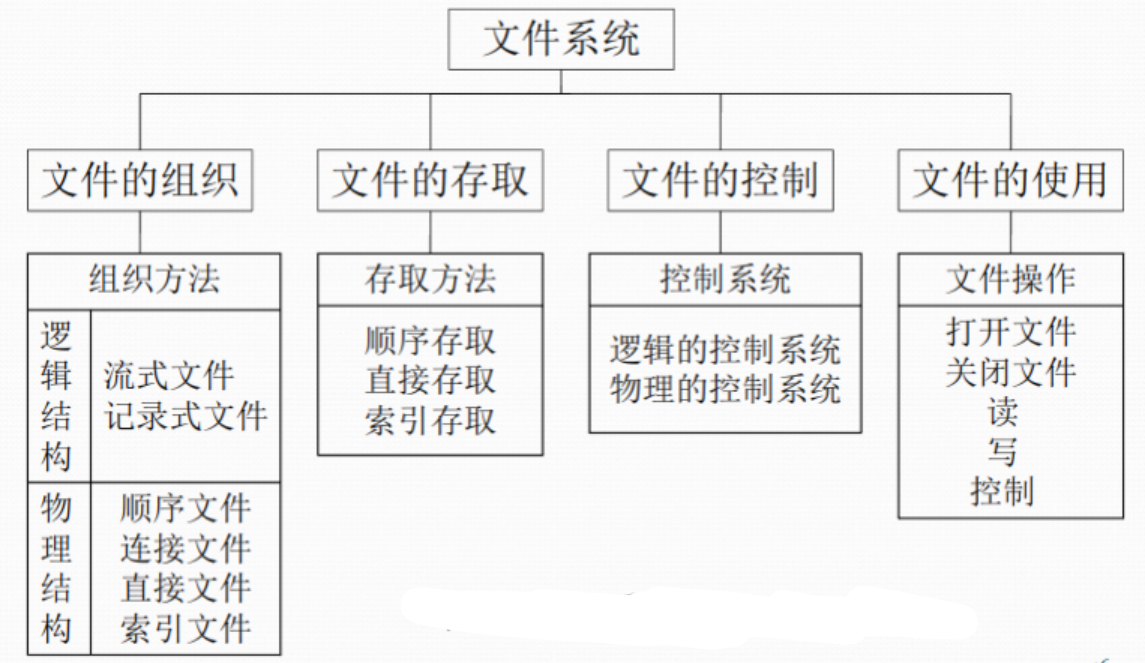 文件系统
文件的组织
文件的存取
文件的控制
文件的使用
组织方法
逻辑结构
流式文件
记录式文件
物理结构
顺序文件
连接文件
直接文件
索引文件
存取方法
顺序存取
直接存取
索引存取
控制系统
逻辑的控制系统
物理的控制系统
文件操作
打开文件
关闭文件
读
写
控制